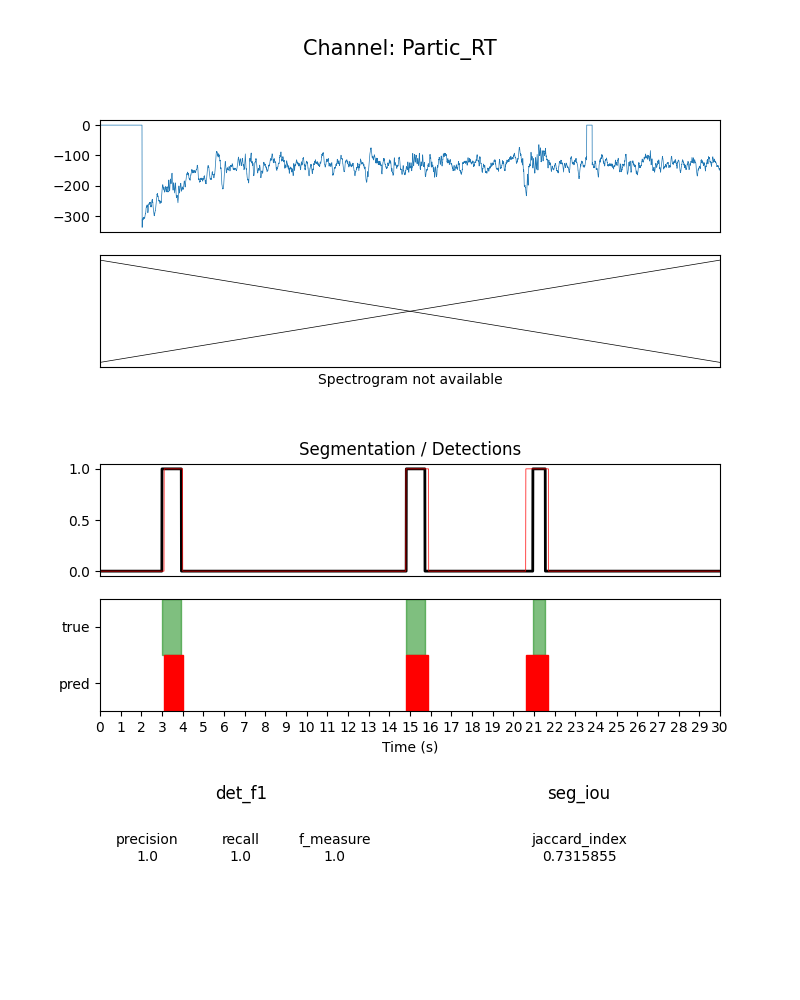 Channel: Partic_RT
0
−100
−200
−300
Spectrogram not available
Segmentation / Detections
1.0
0.5
0.0
true
pred
0 1 2 3 4 5 6 7 8 9 10 11 12 13 14 15 16 17 18 19 20 21 22 23 24 25 26 27 28 29 30
Time (s)
det_f1 seg_iou
precision recall f_measure jaccard_index
1.0 1.0 1.0 0.7315855